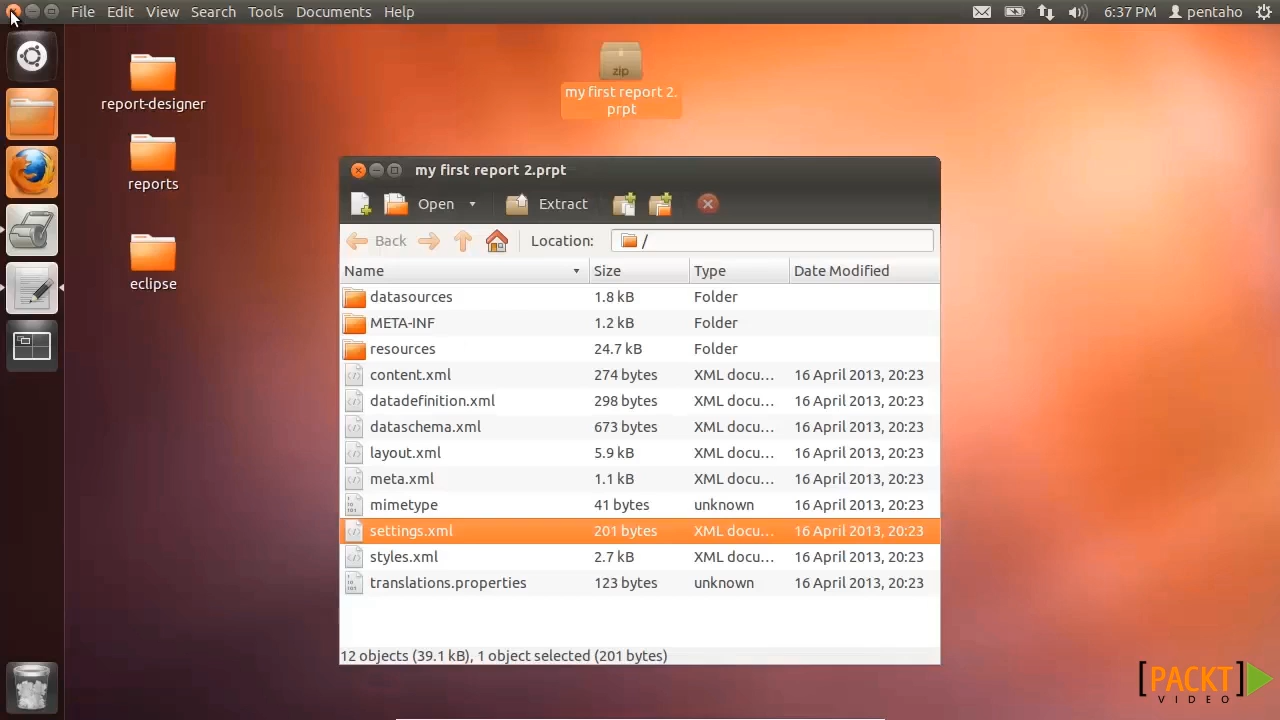 File Edit View Search Tools Documents Help 6:37 PM pentaho
zip
my first report 2.
prpt
report-designer
reports
eclipse
my first report 2.prpt
Open Extract
Back Location: /
Name Size Type Date Modified
datasources 1.8 kB Folder
META-INF 1.2 kB Folder
resources 24.7 kB Folder
content.xml 274 bytes XML docu... 16 April 2013, 20:23
datadefinition.xml 298 bytes XML docu... 16 April 2013, 20:23
dataschema.xml 673 bytes XML docu... 16 April 2013, 20:23
layout.xml 5.9 kB XML docu... 16 April 2013, 20:23
meta.xml 1.1 kB XML docu... 16 April 2013, 20:23
mimetype 41 bytes unknown 16 April 2013, 20:23
settings.xml 201 bytes XML docu... 16 April 2013, 20:23
styles.xml 2.7 kB XML docu... 16 April 2013, 20:23
translations.properties 123 bytes unknown 16 April 2013, 20:23
12 objects (39.1 kB), 1 object selected (201 bytes)
[PACKT]
VIDEO